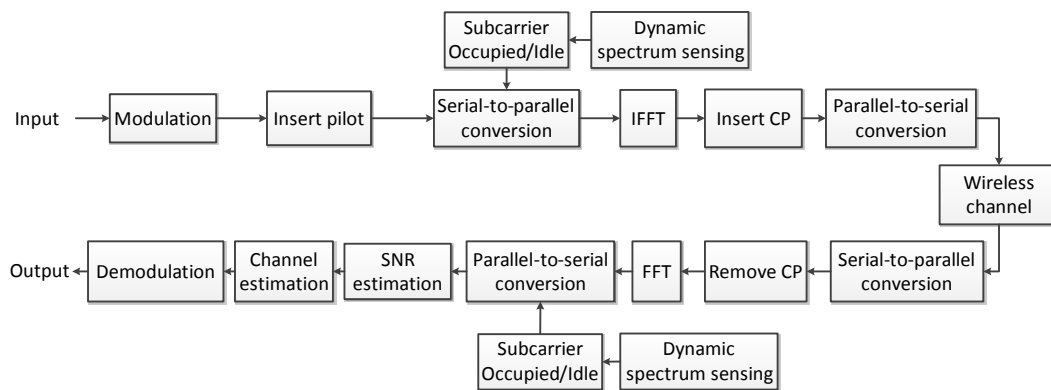 Subcarrier
Occupied/Idle
Dynamic
spectrum sensing
Input
Modulation
Insert pilot
Serial-to-parallel
conversion
IFFT
Insert CP
Parallel-to-serial
conversion
Wireless
channel
Output
Demodulation
Channel
estimation
SNR
estimation
Parallel-to-serial
conversion
FFT
Remove CP
Serial-to-parallel
conversion
Subcarrier
Occupied/Idle
Dynamic
spectrum sensing